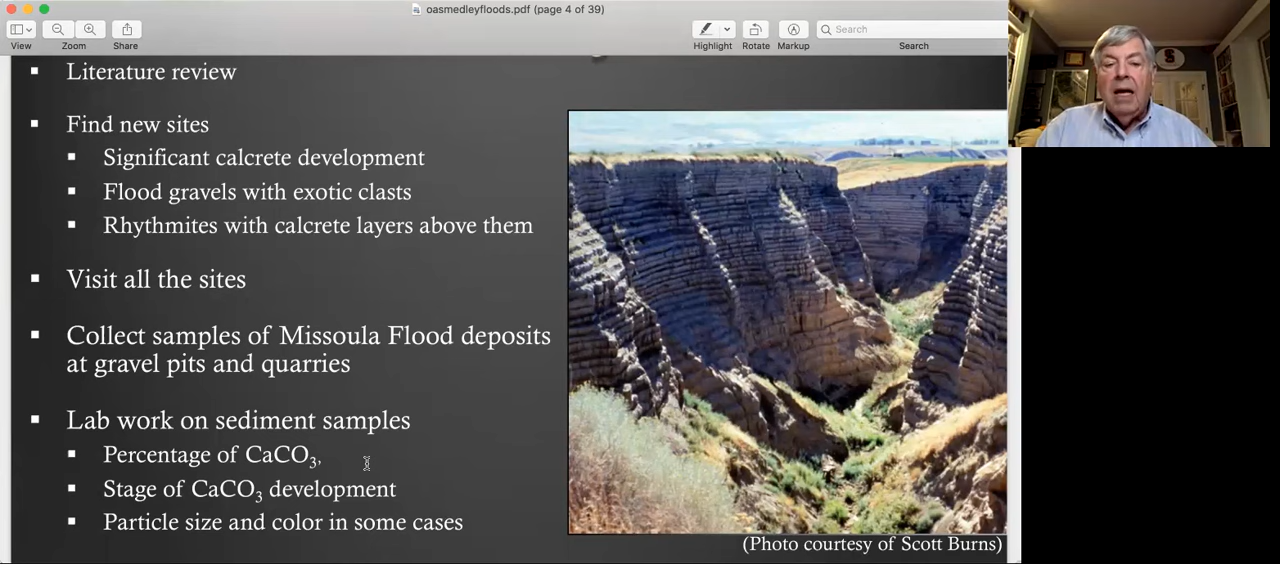 oasmedleyfloods.pdf (page 4 of 39)
View
Zoom
Share
Highlight
Rotate
Markup
Search
Search
▪ Literature review
▪ Find new sites
▪ Significant calcrete development
▪ Flood gravels with exotic clasts
▪ Rhythmites with calcrete layers above them
▪ Visit all the sites
▪ Collect samples of Missoula Flood deposits
at gravel pits and quarries
▪ Lab work on sediment samples
▪ Percentage of CaCO₃,
▪ Stage of CaCO₃ development
▪ Particle size and color in some cases
(Photo courtesy of Scott Burns)
S